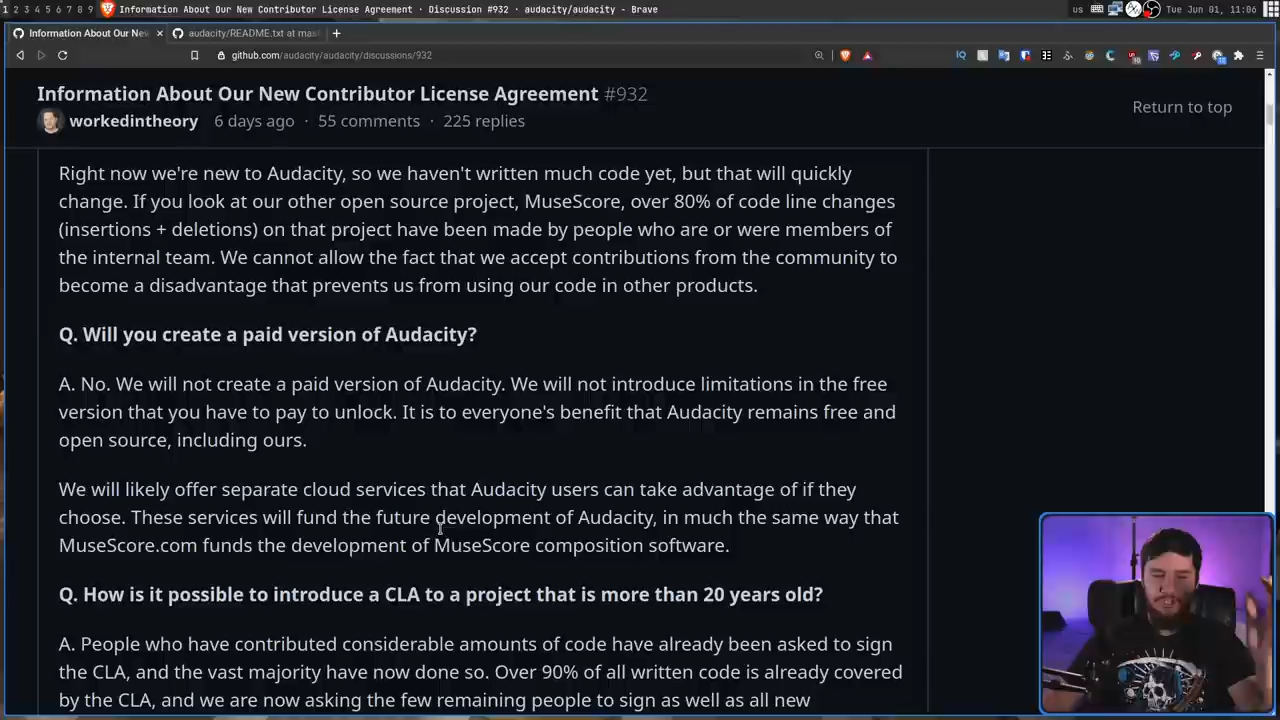 1 2 3 4 5 6 7 8 9 Information About Our New Contributor License Agreement · Discussion #932 · audacity/audacity - Brave us Tue Jun 01, 11:06
Information About Our New audacity/README.txt at mast
github.com/audacity/audacity/discussions/932
Information About Our New Contributor License Agreement #932
workedintheory 6 days ago · 55 comments · 225 replies
Return to top
Right now we're new to Audacity, so we haven't written much code yet, but that will quickly
change. If you look at our other open source project, MuseScore, over 80% of code line changes
(insertions + deletions) on that project have been made by people who are or were members of
the internal team. We cannot allow the fact that we accept contributions from the community to
become a disadvantage that prevents us from using our code in other products.
Q. Will you create a paid version of Audacity?
A. No. We will not create a paid version of Audacity. We will not introduce limitations in the free
version that you have to pay to unlock. It is to everyone's benefit that Audacity remains free and
open source, including ours.
We will likely offer separate cloud services that Audacity users can take advantage of if they
choose. These services will fund the future development of Audacity, in much the same way that
MuseScore.com funds the development of MuseScore composition software.
Q. How is it possible to introduce a CLA to a project that is more than 20 years old?
A. People who have contributed considerable amounts of code have already been asked to sign
the CLA, and the vast majority have now done so. Over 90% of all written code is already covered
by the CLA, and we are now asking the few remaining people to sign as well as all new